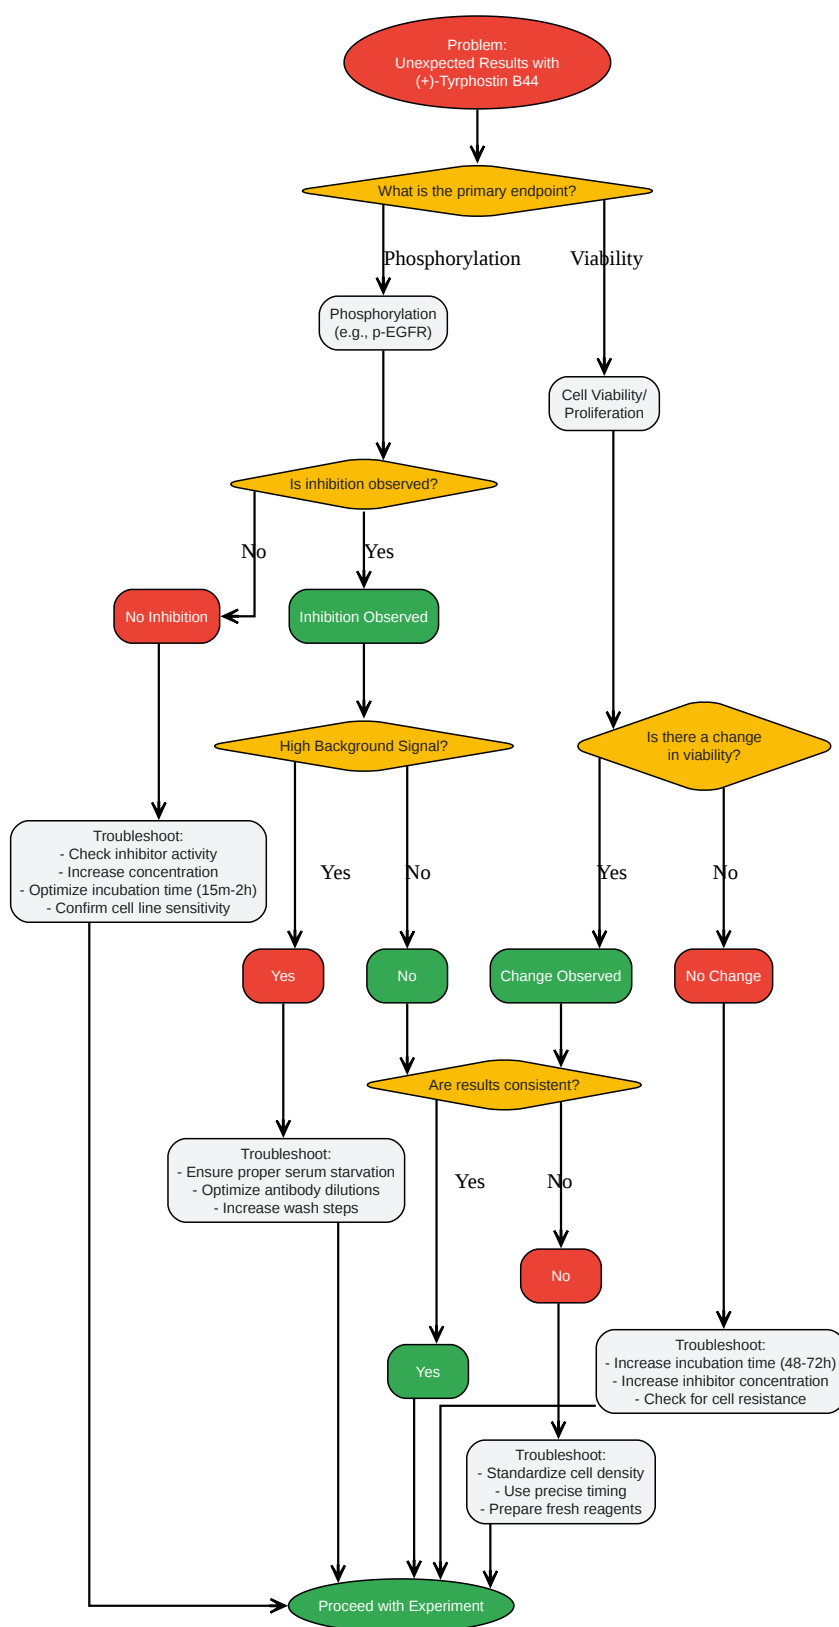 Problem:
Unexpected Results with
(+)-Tyrphostin B44
What is the primary endpoint?
Phosphorylation
Viability
Phosphorylation
(e.g., p-EGFR)
Cell Viability/
Proliferation
Is inhibition observed?
No
Yes
No Inhibition
Inhibition Observed
High Background Signal?
Is there a change
in viability?
Troubleshoot:
- Check inhibitor activity
- Increase concentration
- Optimize incubation time (15m-2h)
- Confirm cell line sensitivity
Yes
No
Yes
No
Yes
No
Change Observed
No Change
Are results consistent?
Troubleshoot:
- Ensure proper serum starvation
- Optimize antibody dilutions
- Increase wash steps
Yes
No
No
Troubleshoot:
- Increase incubation time (48-72h)
- Increase inhibitor concentration
- Check for cell resistance
Yes
Troubleshoot:
- Standardize cell density
- Use precise timing
- Prepare fresh reagents
Proceed with Experiment